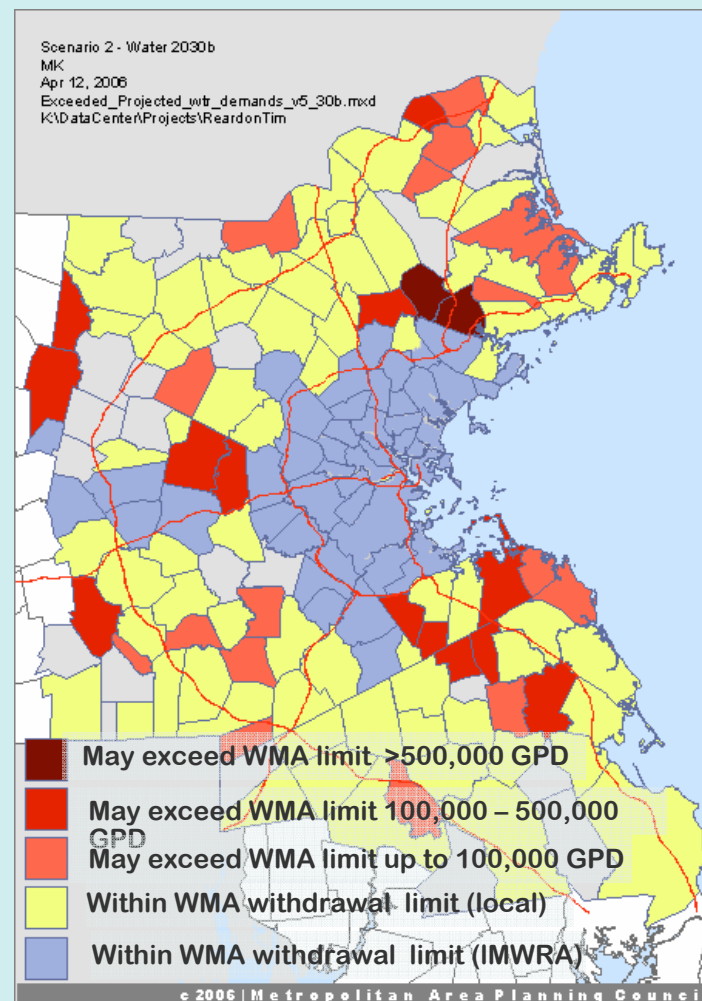 Scenario 2 - Water 2030b
MK
Apr 12, 2006
Exceeded_Projected_wtr_demands_v5_30b.mxd
K:\DataCenter\Projects\ReardonTim
May exceed WMA limit >500,000 GPD
May exceed WMA limit 100,000 – 500,000
GPD
May exceed WMA limit up to 100,000 GPD
Within WMA withdrawal limit (local)
Within WMA withdrawal limit (IMWRA)
c 2006 | Metropolitan Area Planning Counci